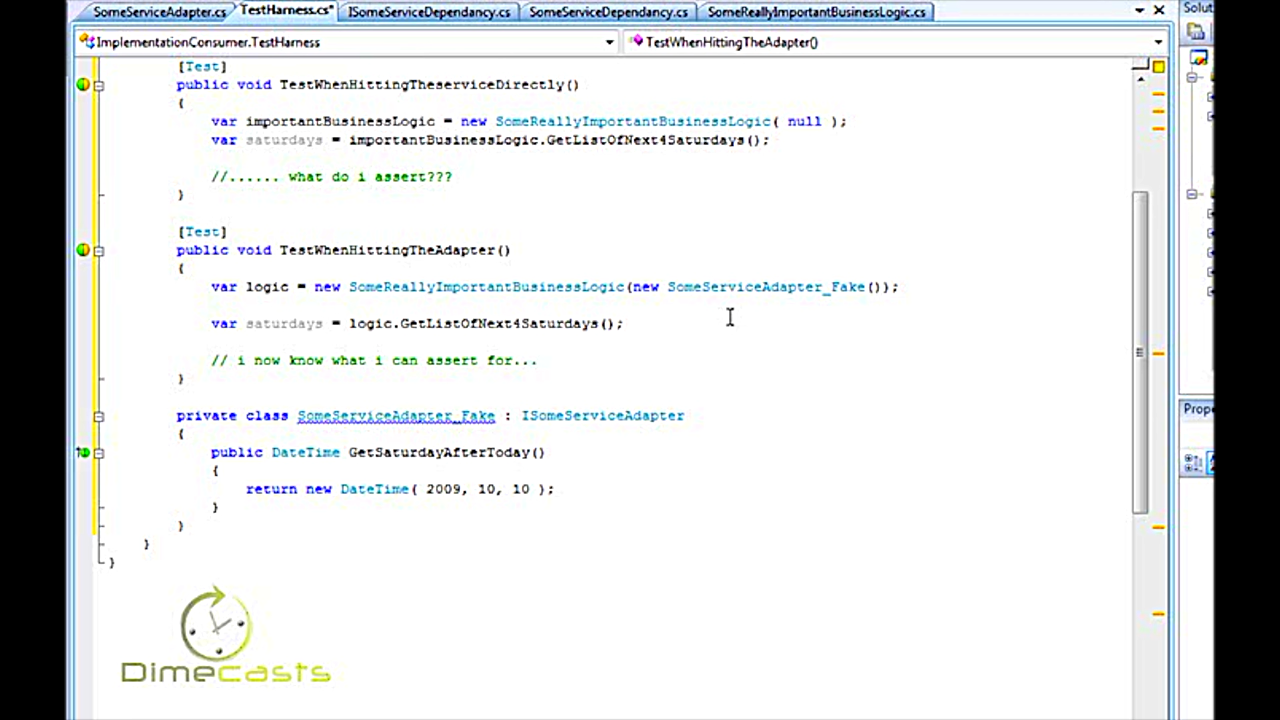 SomeServiceAdapter.cs TestHarness.cs* ISomeServiceDependancy.cs SomeServiceDependancy.cs SomeReallyImportantBusinessLogic.cs
Solut
ImplementationConsumer.TestHarness TestWhenHittingTheAdapter()
[Test]
public void TestWhenHittingTheserviceDirectly()
{
var importantBusinessLogic = new SomeReallyImportantBusinessLogic( null );
var saturdays = importantBusinessLogic.GetListOfNext4Saturdays();
//...... what do i assert???
}
[Test]
public void TestWhenHittingTheAdapter()
{
var logic = new SomeReallyImportantBusinessLogic(new SomeServiceAdapter_Fake());
var saturdays = logic.GetListOfNext4Saturdays();
// i now know what i can assert for...
}
private class SomeServiceAdapter_Fake : ISomeServiceAdapter
{
public DateTime GetSaturdayAfterToday()
{
return new DateTime( 2009, 10, 10 );
}
}
}
}
Prope
Dimecasts